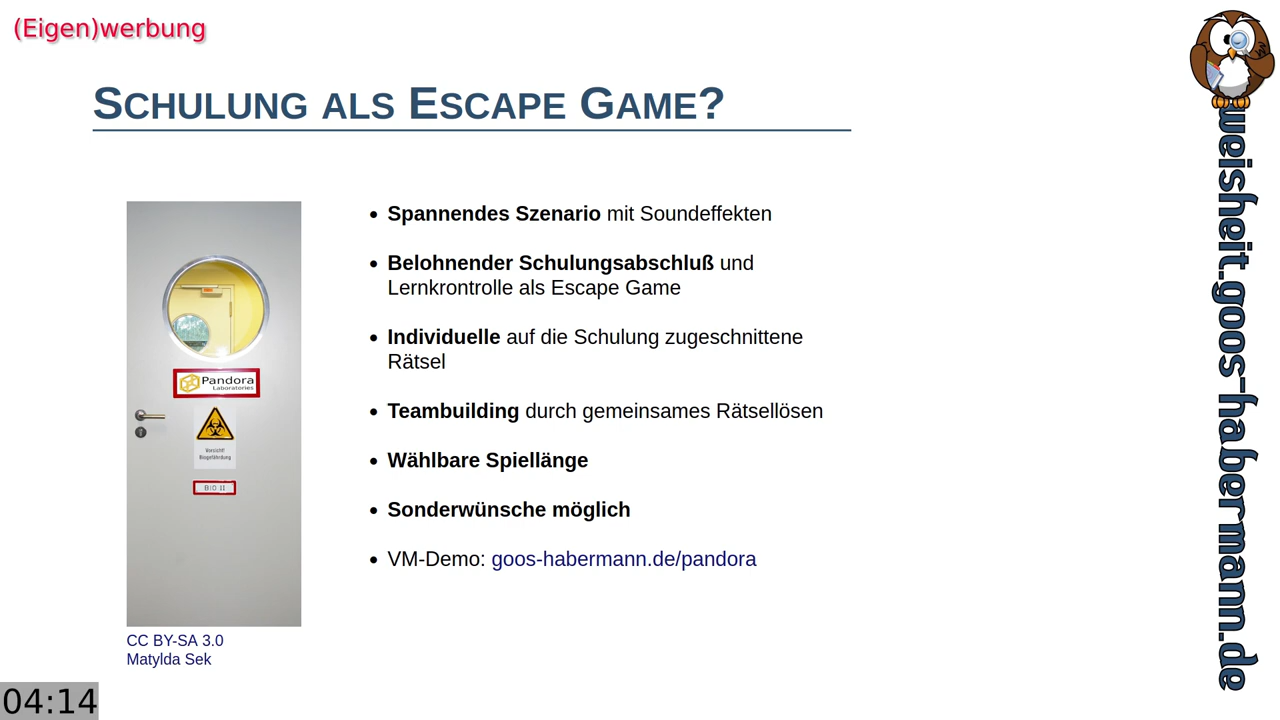 (Eigen)werbung
SCHULUNG ALS ESCAPE GAME?
• Spannendes Szenario mit Soundeffekten
• Belohnender Schulungsabschluß und
Lernkrontrolle als Escape Game
• Individuelle auf die Schulung zugeschnittene
Rätsel
• Teambuilding durch gemeinsames Rätsellösen
• Wählbare Spiellänge
• Sonderwünsche möglich
• VM-Demo: goos-habermann.de/pandora
Pandora
Laboratories
Vorsicht!
Biogefährdung
BIO II
CC BY-SA 3.0
Matylda Sek
04:14
weisheit.goos-habermann.de